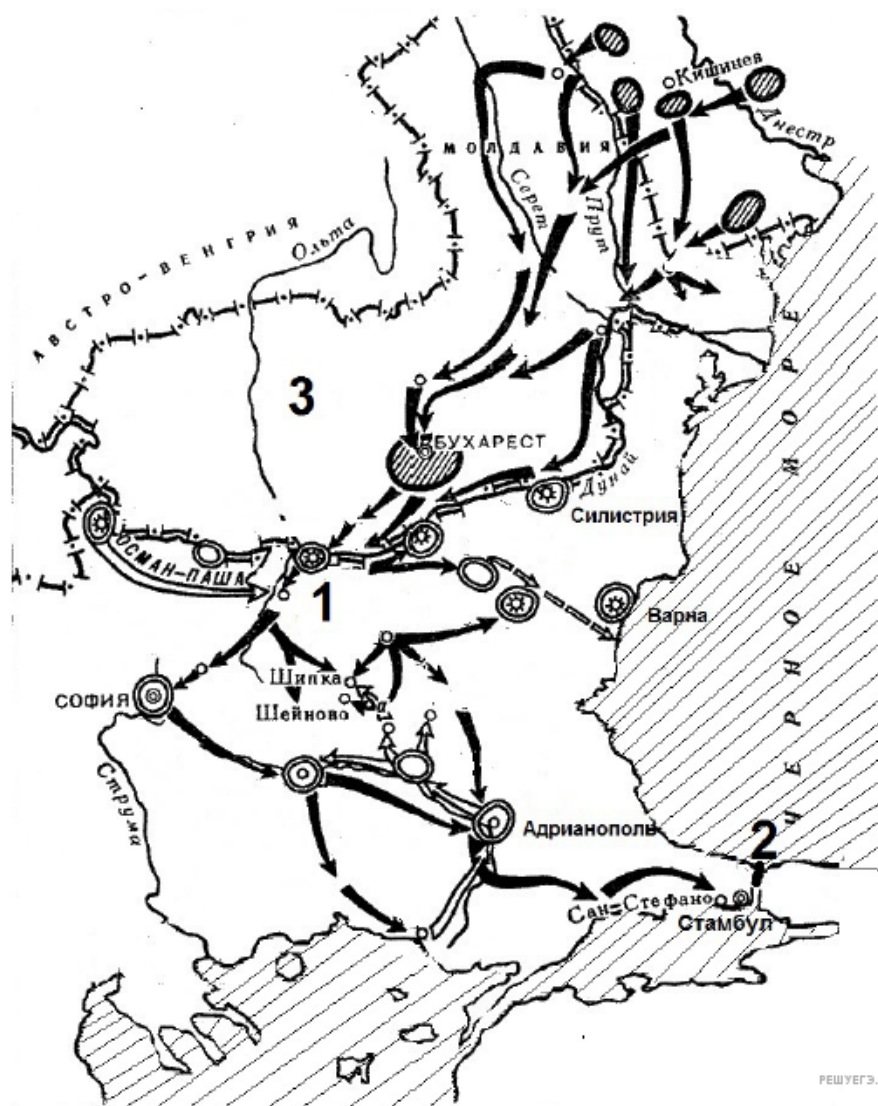 Кишинев
Днестр
МОЛДАВИЯ
Серет
Прут
АВСТРО-ВЕНГРИЯ
Ольта
3
БУХАРЕСТ
Дунай
Силистрия
ОСМАН-ПАША
1
Варна
ЧЕРНОЕ МОРЕ
Шипка
СОФИЯ
Шейново
Струма
Адрианополь
2
Сан-Стефано
Стамбул
РЕШУЕГЭ.